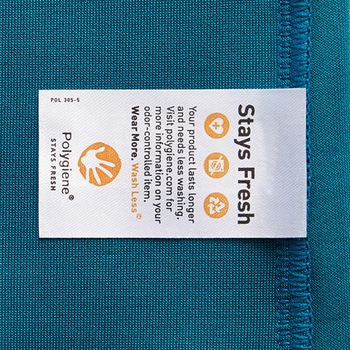 Stays Fresh
Your product lasts longer
and needs less washing.
Visit polygiene.com for
more information on your
odor-controlled item.
Wear More. Wash Less©
Polygiene®
STAYS FRESH
POL 305-S